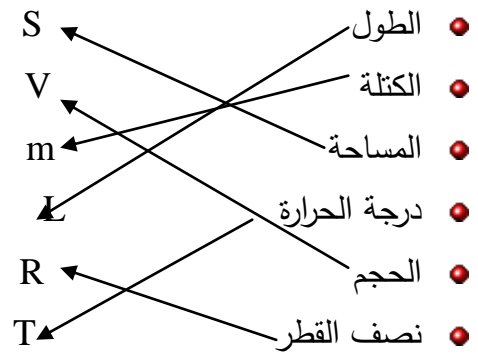 الطول S
الكتلة V
المساحة m
درجة الحرارة L
الحجم R
نصف القطر T